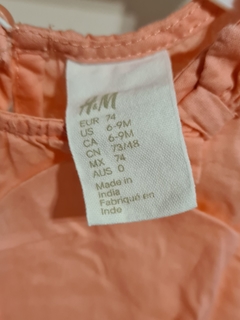 H&M
EUR 74
US 6-9M
CA 6-9M
CN 73/48
MX 74
AUS 0
Made in
India
Fabriqué en
Inde